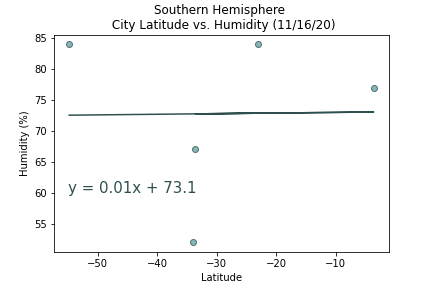 Southern Hemisphere
City Latitude vs. Humidity (11/16/20)
85
80
75
70
65
60
55
Humidity (%)
y = 0.01x + 73.1
−50
−40
−30
−20
−10
Latitude